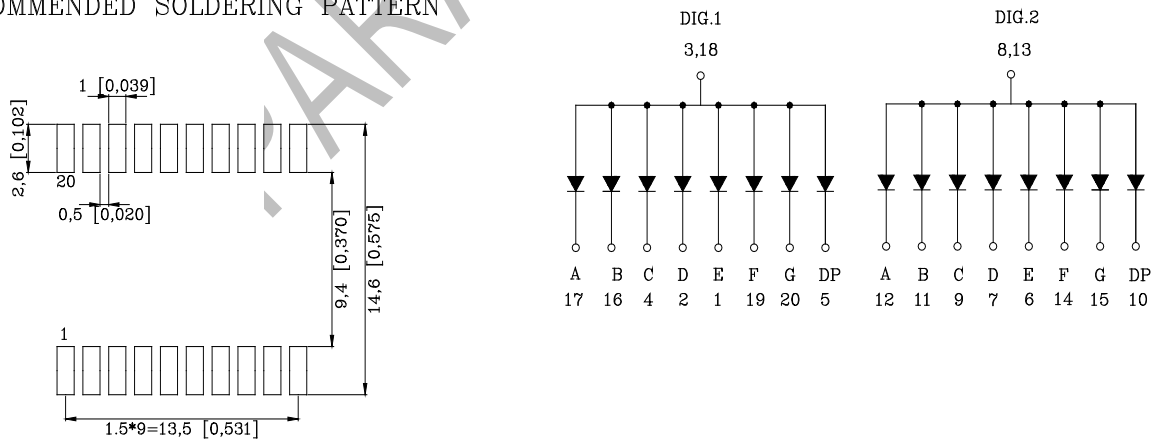 OMMENDED SOLDERING PATTERN
1 [0,039]
2,6 [0,102]
20
0,5 [0,020]
9,4 [0,370]
14,6 [0,575]
1
1.5*9=13,5 [0,531]
DIG.1
3,18
A B C D E F G DP
17 16 4 2 1 19 20 5
DIG.2
8,13
A B C D E F G DP
12 11 9 7 6 14 15 10